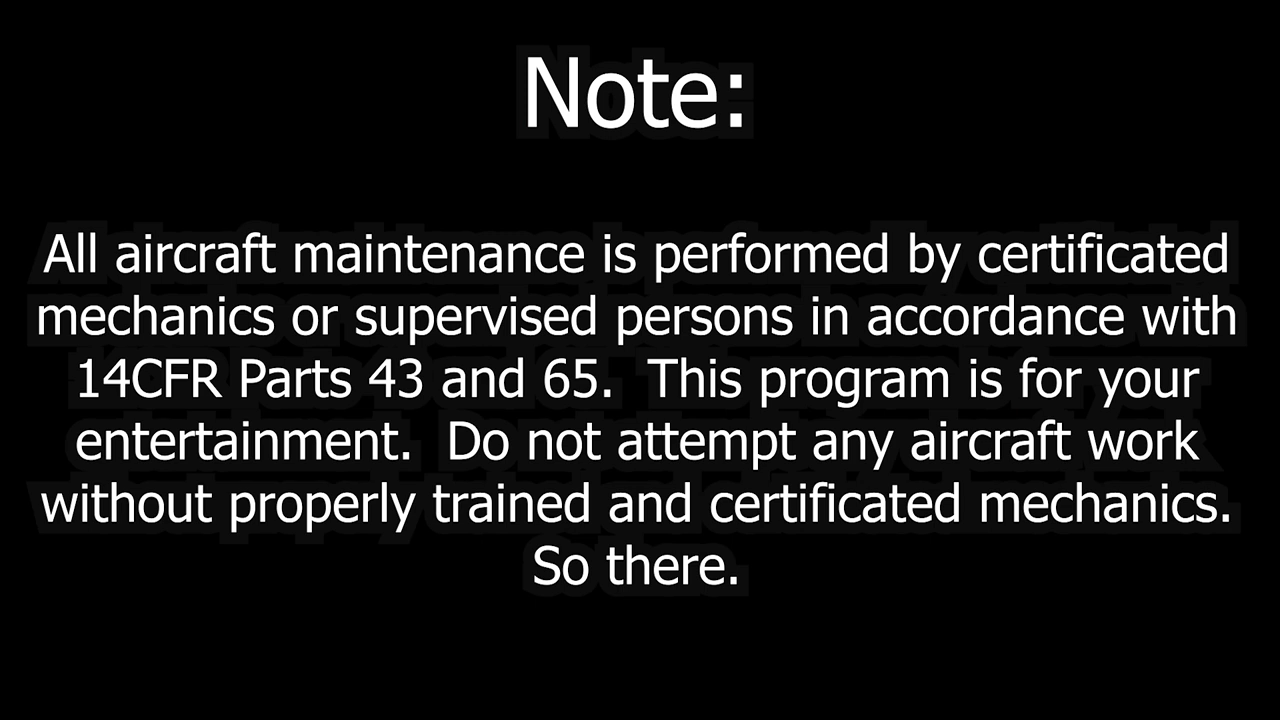 Note:
All aircraft maintenance is performed by certificated
mechanics or supervised persons in accordance with
14CFR Parts 43 and 65.  This program is for your
entertainment.  Do not attempt any aircraft work
without properly trained and certificated mechanics.
So there.